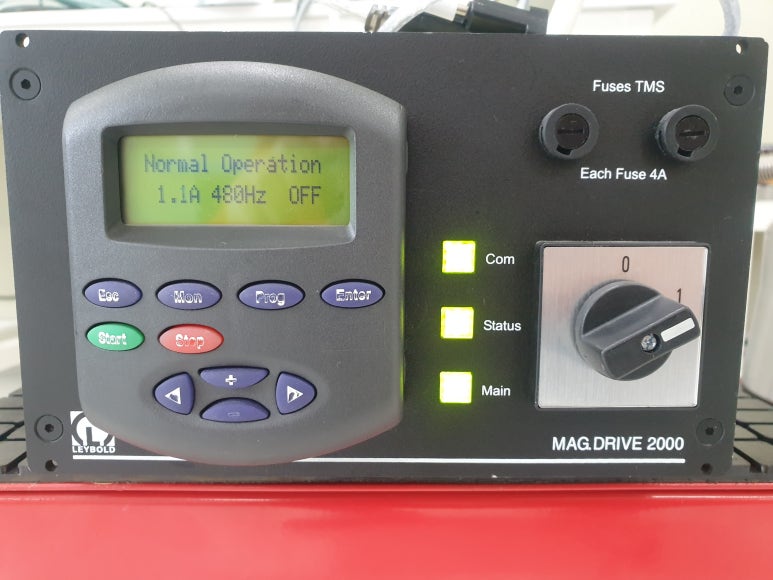 Normal Operation
1.1A 480Hz OFF
Esc
Mon
Prog
Enter
Start
Stop
+
-
LEYBOLD
Fuses TMS
Each Fuse 4A
Com
Status
Main
0
1
MAG.DRIVE 2000